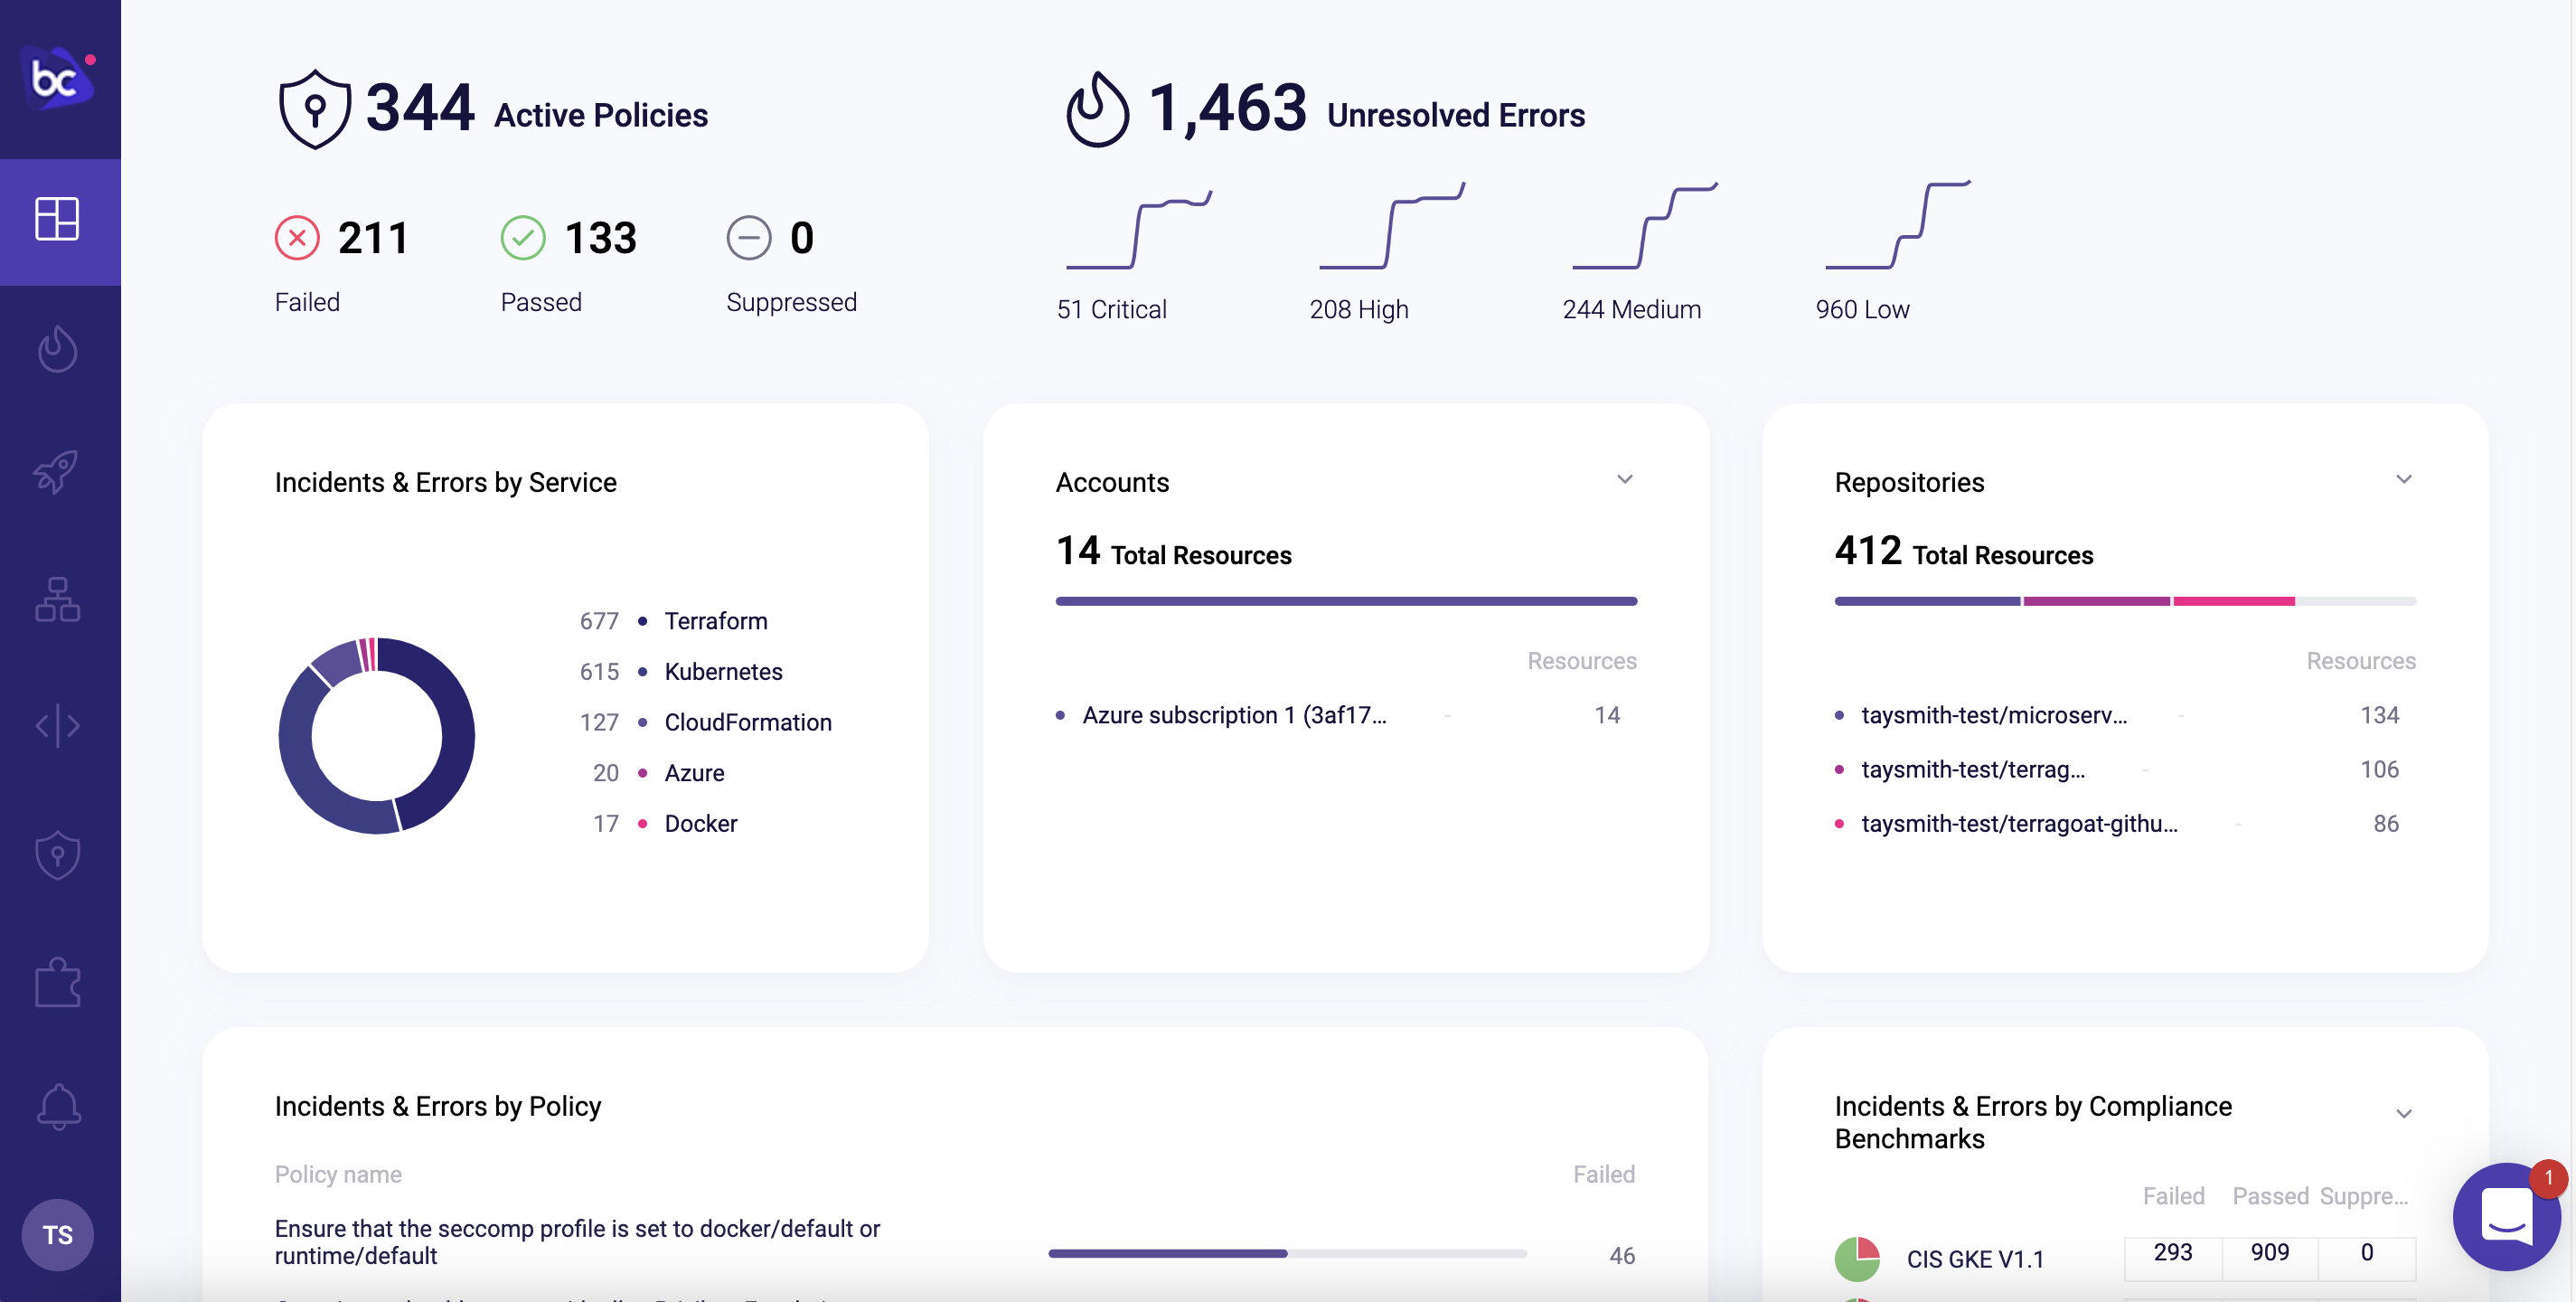 bc
344 Active Policies
1,463 Unresolved Errors
211
133
0
Failed
Passed
Suppressed
51 Critical
208 High
244 Medium
960 Low
Incidents & Errors by Service
677 Terraform
615 Kubernetes
127 CloudFormation
20 Azure
17 Docker
Accounts
14 Total Resources
Resources
Azure subscription 1 (3af17... - 14
Repositories
412 Total Resources
Resources
taysmith-test/microserv... - 134
taysmith-test/terrag... - 106
taysmith-test/terragoat-githu... - 86
Incidents & Errors by Policy
Policy name Failed
Ensure that the seccomp profile is set to docker/default or
runtime/default
46
Incidents & Errors by Compliance
Benchmarks
Failed Passed Suppre...
CIS GKE V1.1 293 909 0
TS
1